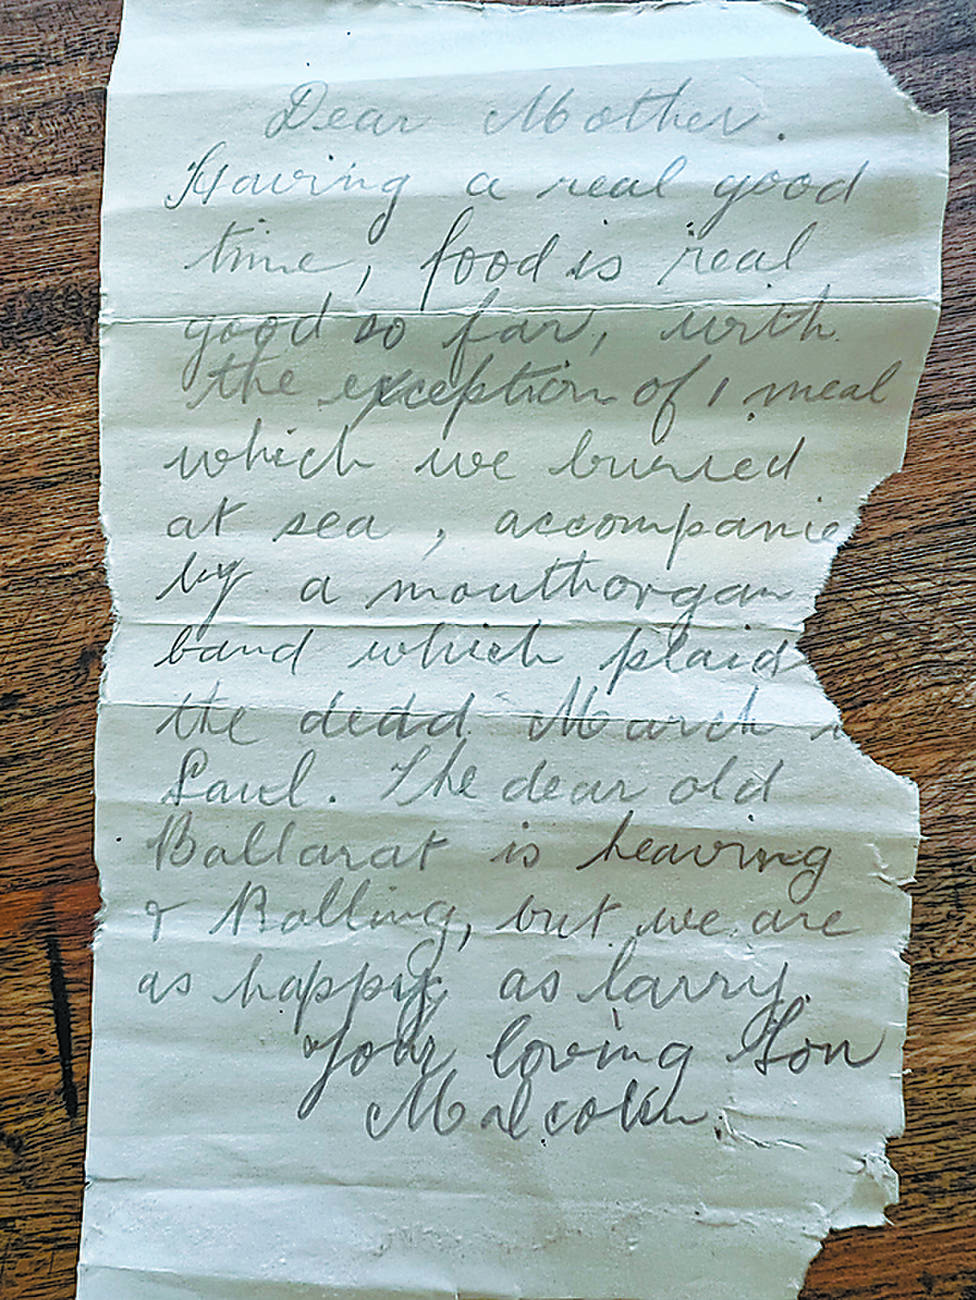 Dear Mother.
Having a real good
time, food is real
good so far, with
the exception of 1 meal
which we buried
at sea, accompanie
by a mouthorgan
band which plaid
the dedd March
Saul. The dear old
Ballarat is heaving
& Rolling, but we are
as happy as larry.
Your loving Son
Malcolm.